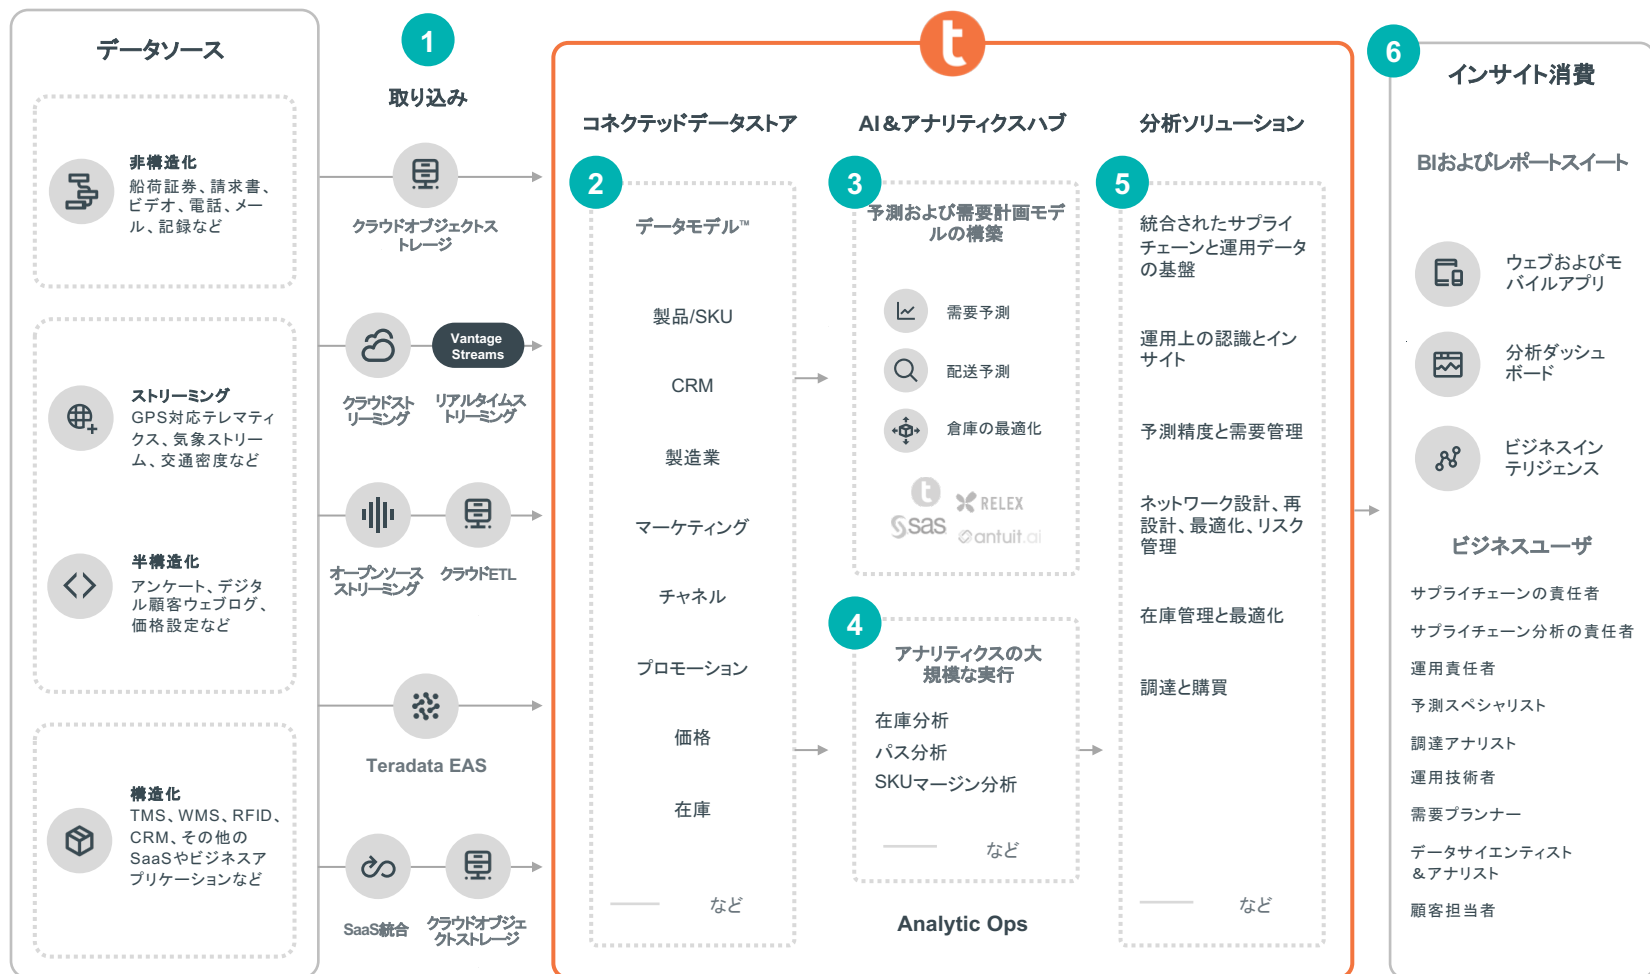 データソース
非構造化
船荷証券、請求書、
ビデオ、電話、メー
ル、記録など
ストリーミング
GPS対応テレマティ
クス、気象ストリー
ム、交通密度など
半構造化
アンケート、デジタ
ル顧客ウェブログ、
価格設定など
構造化
TMS、WMS、RFID、
CRM、その他の
SaaSやビジネスア
プリケーションなど
1
取り込み
クラウドオブジェクトス
トレージ
クラウドスト
リーミング
Vantage
Streams
リアルタイムス
トリーミング
オープンソース
ストリーミング
クラウドETL
Teradata EAS
SaaS統合
クラウドオブジェ
クトストレージ
t
コネクテッドデータストア
2
データモデル™
製品/SKU
CRM
製造業
マーケティング
チャネル
プロモーション
価格
在庫
など
AI＆アナリティクスハブ
3
予測および需要計画モデ
ルの構築
需要予測
配送予測
倉庫の最適化
t
RELEX
sas
antuit.ai
4
アナリティクスの大
規模な実行
在庫分析
パス分析
SKUマージン分析
など
Analytic Ops
分析ソリューション
5
統合されたサプライ
チェーンと運用データ
の基盤
運用上の認識とイン
サイト
予測精度と需要管理
ネットワーク設計、再
設計、最適化、リスク
管理
在庫管理と最適化
調達と購買
など
6
インサイト消費
BIおよびレポートスイート
ウェブおよびモ
バイルアプリ
分析ダッシュ
ボード
ビジネスイン
テリジェンス
ビジネスユーザ
サプライチェーンの責任者
サプライチェーン分析の責任者
運用責任者
予測スペシャリスト
調達アナリスト
運用技術者
需要プランナー
データサイエンティスト
＆アナリスト
顧客担当者